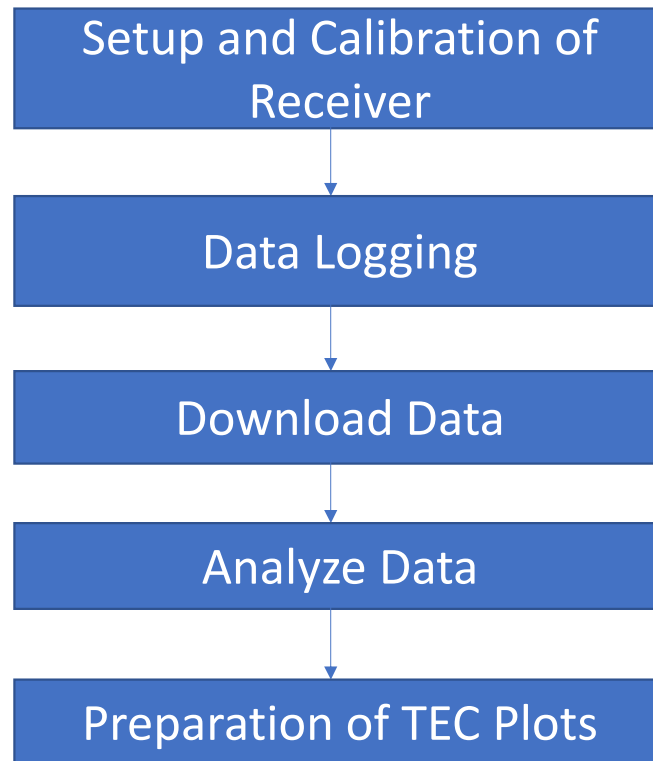 Setup and Calibration of
Receiver
Data Logging
Download Data
Analyze Data
Preparation of TEC Plots